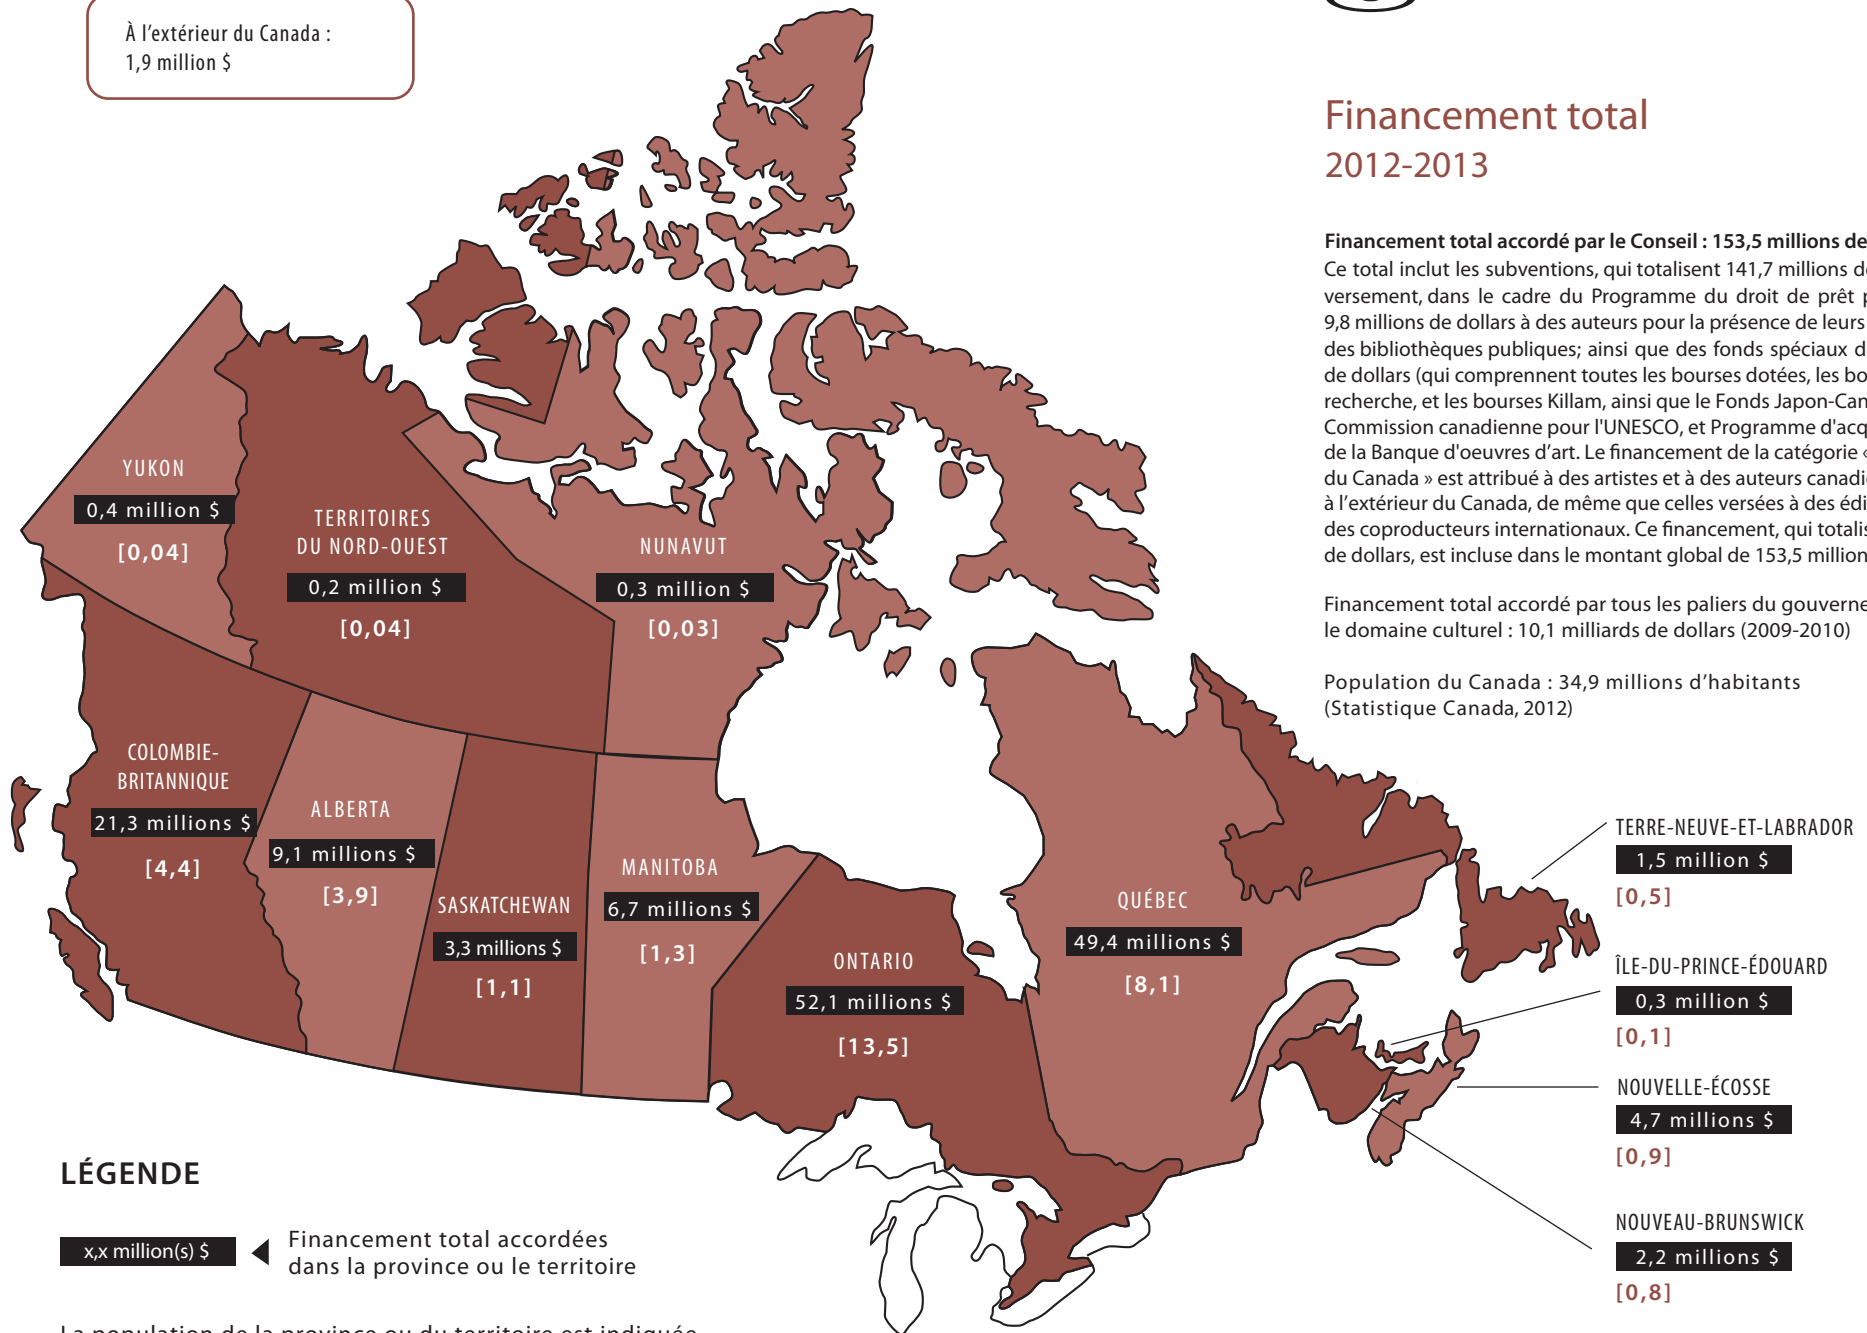 À l'extérieur du Canada :
1,9 million $
Financement total
2012-2013
Financement total accordé par le Conseil : 153,5 millions de
Ce total inclut les subventions, qui totalisent 141,7 millions
versement, dans le cadre du Programme du droit de prêt
9,8 millions de dollars à des auteurs pour la présence de leurs
des bibliothèques publiques; ainsi que des fonds spéciaux
de dollars (qui comprennent toutes les bourses dotées, les
recherche, et les bourses Killam, ainsi que le Fonds
Commission canadienne pour l'UNESCO, et Programme
de la Banque d'oeuvres d'art. Le financement de la catégorie «
du Canada » est attribué à des artistes et à des auteurs
à l'extérieur du Canada, de même que celles versées à des
des coproducteurs internationaux. Ce financement, qui
de dollars, est incluse dans le montant global de 153,5
Financement total accordé par tous les paliers du
le domaine culturel : 10,1 milliards de dollars (2009-2010)
Population du Canada : 34,9 millions d'habitants
(Statistique Canada, 2012)
YUKON
0,4 million $
[0,04]
TERRITOIRES
DU NORD-OUEST
0,2 million $
[0,04]
NUNAVUT
0,3 million $
[0,03]
COLOMBIE-
BRITANNIQUE
21,3 millions $
[4,4]
ALBERTA
9,1 millions $
[3,9]
SASKATCHEWAN
3,3 millions $
[1,1]
MANITOBA
6,7 millions $
[1,3]
ONTARIO
52,1 millions $
[13,5]
QUÉBEC
49,4 millions $
[8,1]
TERRE-NEUVE-ET-LABRADOR
1,5 million $
[0,5]
ÎLE-DU-PRINCE-ÉDOUARD
0,3 million $
[0,1]
NOUVELLE-ÉCOSSE
4,7 millions $
[0,9]
NOUVEAU-BRUNSWICK
2,2 millions $
[0,8]
LÉGENDE
x,x million(s) $
Financement total accordées
dans la province ou le territoire
La population de la province ou du territoire est indiquée